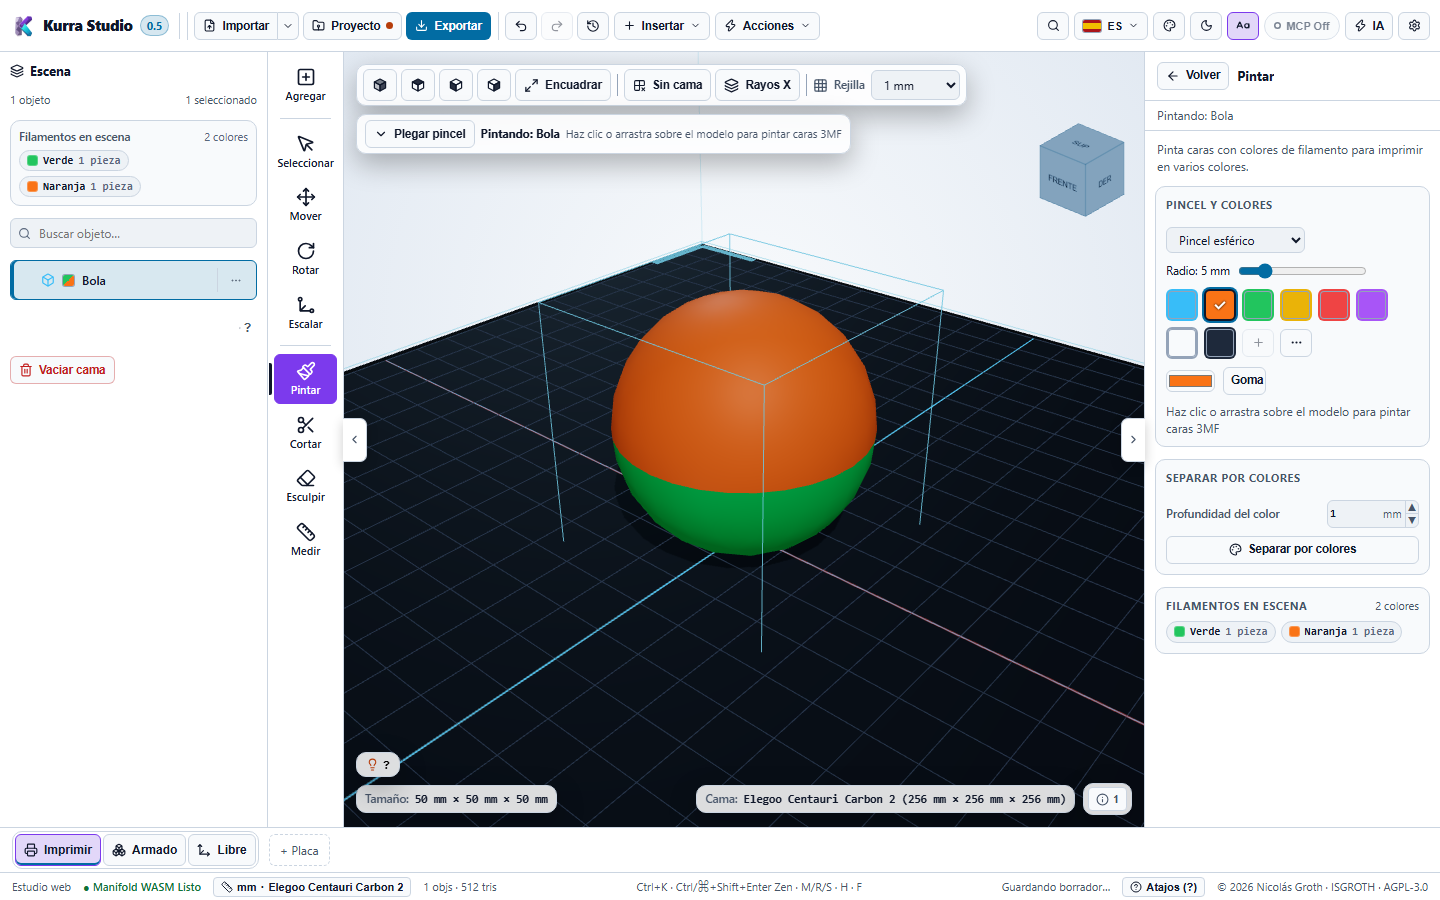 Kurra Studio 0.5 Importar Proyecto Exportar Insertar Acciones ES Aa MCP Off IA
Escena
1 objeto 1 seleccionado
Filamentos en escena 2 colores
Verde 1 pieza
Naranja 1 pieza
Buscar objeto...
Bola ...
?
Vaciar cama
Agregar
Seleccionar
Mover
Rotar
Escalar
Pintar
Cortar
Esculpir
Medir
Encuadrar Sin cama Rayos X Rejilla 1 mm
Plegar pincel Pintando: Bola Haz clic o arrastra sobre el modelo para pintar caras 3MF
SUP
FRENTE
DER
?
Tamaño: 50 mm × 50 mm × 50 mm
Cama: Elegoo Centauri Carbon 2 (256 mm × 256 mm × 256 mm)
1
Volver Pintar
Pintando: Bola
Pinta caras con colores de filamento para imprimir
en varios colores.
PINCEL Y COLORES
Pincel esférico
Radio: 5 mm
+ ...
Goma
Haz clic o arrastra sobre el modelo para pintar
caras 3MF
SEPARAR POR COLORES
Profundidad del color 1 mm
Separar por colores
FILAMENTOS EN ESCENA 2 colores
Verde 1 pieza Naranja 1 pieza
Imprimir Armado Libre + Placa
Estudio web ● Manifold WASM Listo mm · Elegoo Centauri Carbon 2 1 objs · 512 tris Ctrl+K · Ctrl/⌘+Shift+Enter Zen · M/R/S · H · F Guardando borrador... Atajos (?) © 2026 Nicolás Groth · ISGROTH · AGPL-3.0